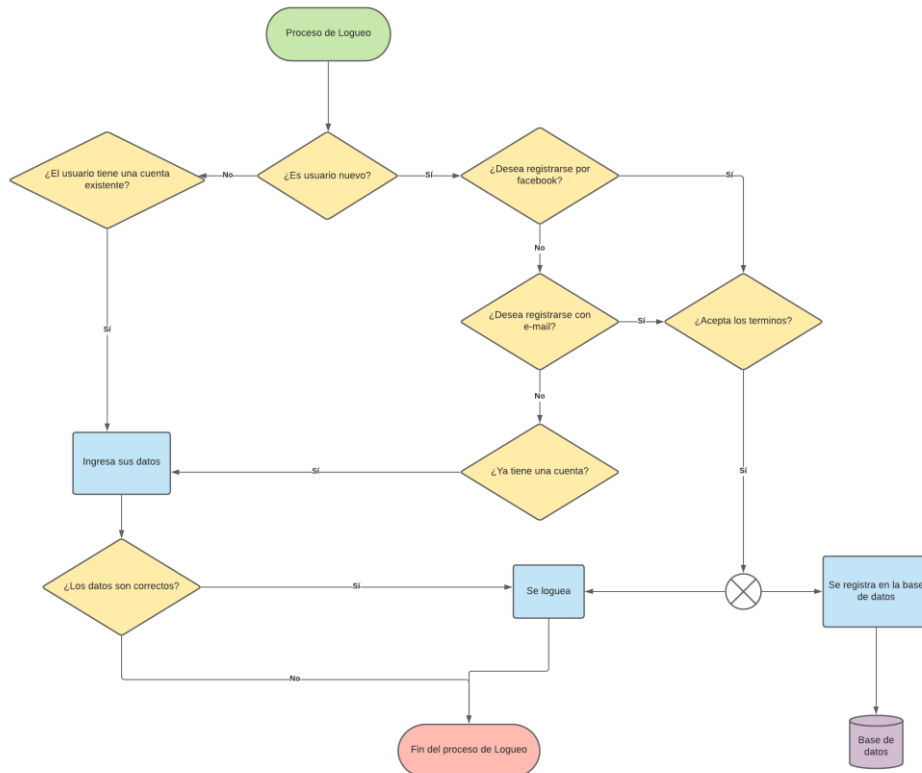 Proceso de Logueo
¿El usuario tiene una cuenta
existente?
No
¿Es usuario nuevo?
Sí
¿Desea registrarse por
facebook?
Sí
No
Sí
¿Desea registrarse con
e-mail?
Sí
¿Acepta los terminos?
No
Ingresa sus datos
Sí
¿Ya tiene una cuenta?
Sí
¿Los datos son correctos?
Sí
Se loguea
Se registra en la base
de datos
No
Fin del proceso de Logueo
Base de
datos